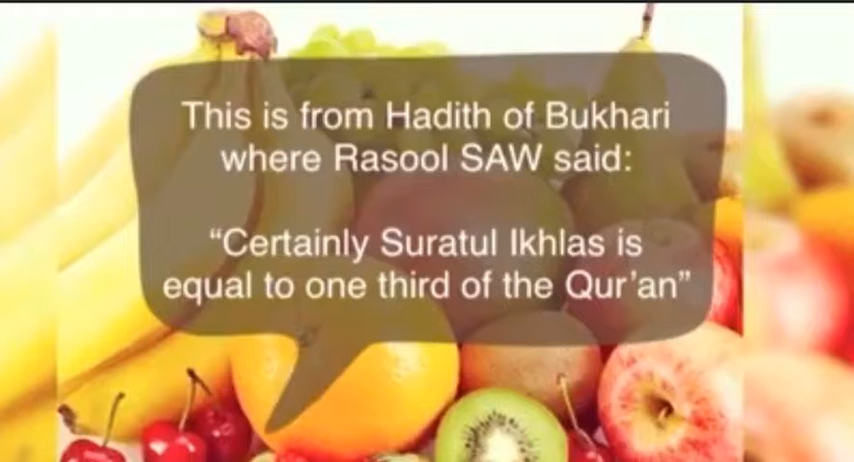 This is from Hadith of Bukhari
where Rasool SAW said:
“Certainly Suratul Ikhlas is
equal to one third of the Qur’an”